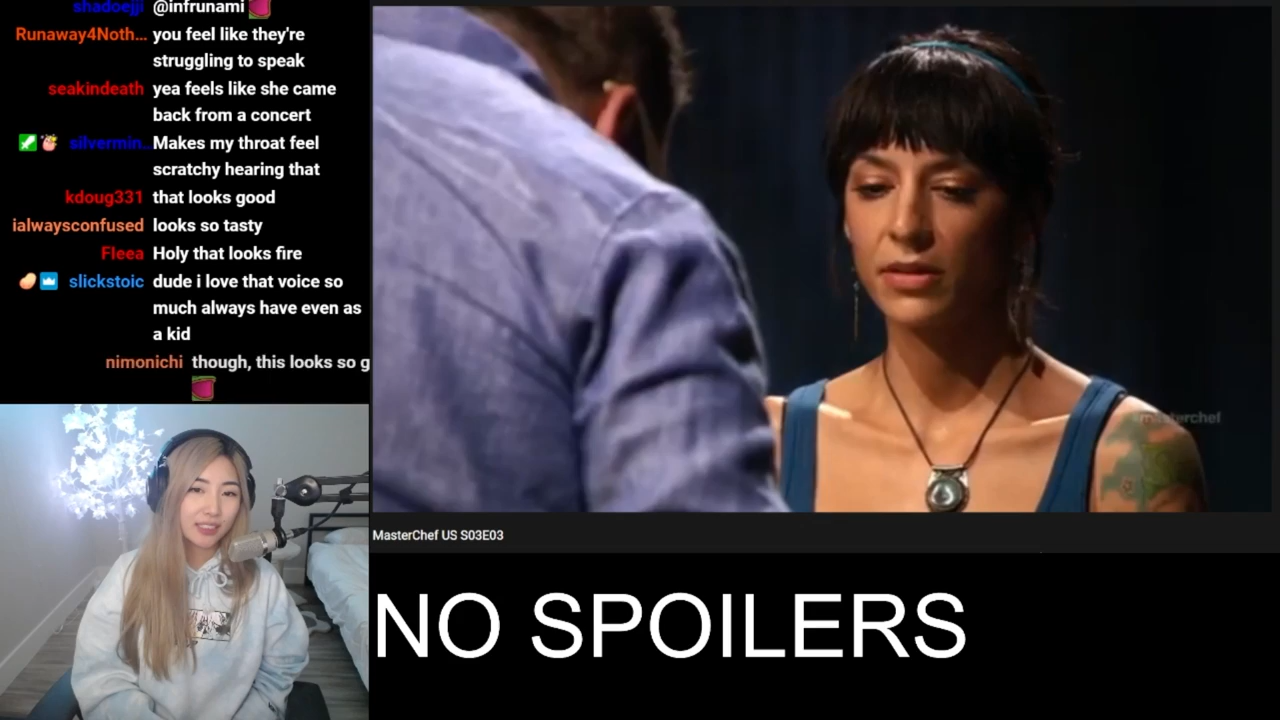 shadoejji @infrunami
Runaway4Noth... you feel like they're
struggling to speak
seakindeath yea feels like she came
back from a concert
silvermin... Makes my throat feel
scratchy hearing that
kdoug331 that looks good
ialwaysconfused looks so tasty
Fleea Holy that looks fire
slickstoic dude i love that voice so
much always have even as
a kid
nimonichi though, this looks so g
masterchef
MasterChef US S03E03
NO SPOILERS